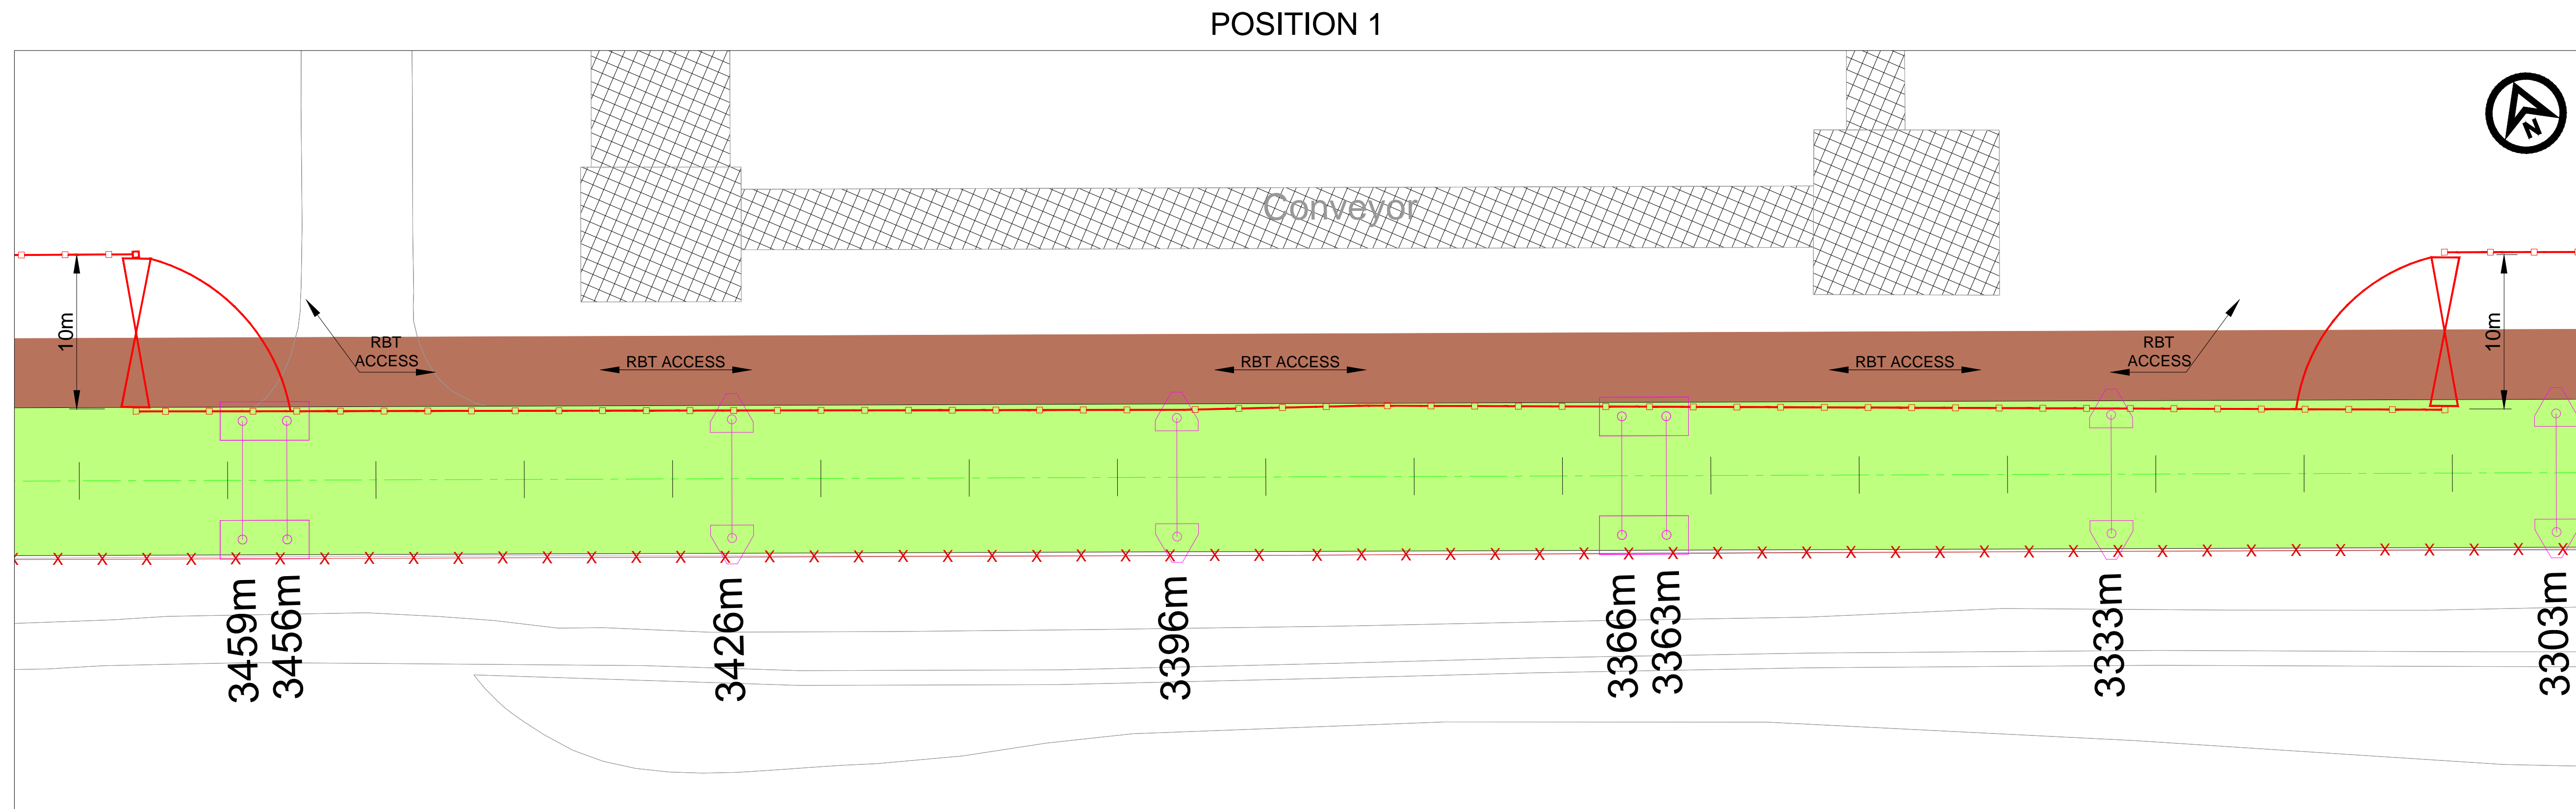 POSITION 1
N
Conveyor
10m
10m
RBT
ACCESS
RBT ACCESS
RBT ACCESS
RBT ACCESS
RBT
ACCESS
3459m
3456m
3426m
3396m
3366m
3363m
3333m
3303m